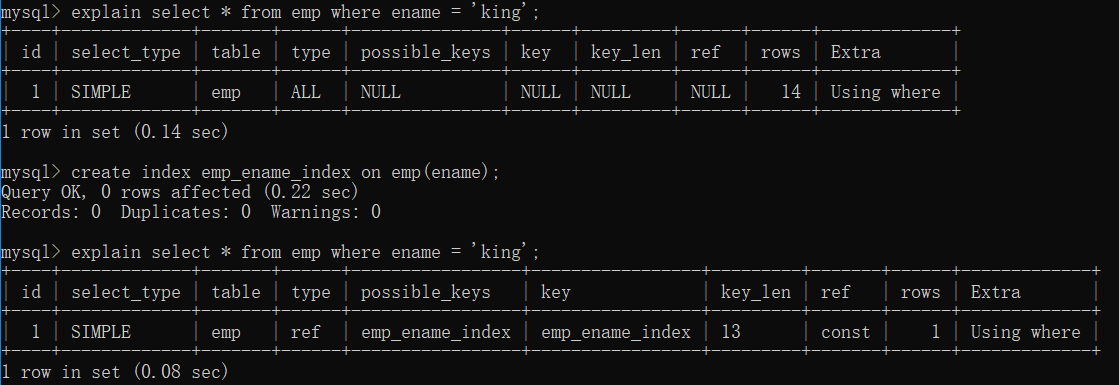 mysql> explain select * from emp where ename = 'king';
+----+-------------+-------+------+---------------+------+---------+------+------+-------------+
| id | select_type | table | type | possible_keys | key | key_len | ref | rows | Extra |
+----+-------------+-------+------+---------------+------+---------+------+------+-------------+
| 1 | SIMPLE | emp | ALL | NULL | NULL | NULL | NULL | 14 | Using where |
+----+-------------+-------+------+---------------+------+---------+------+------+-------------+
1 row in set (0.14 sec)
mysql> create index emp_ename_index on emp(ename);
Query OK, 0 rows affected (0.22 sec)
Records: 0 Duplicates: 0 Warnings: 0
mysql> explain select * from emp where ename = 'king';
+----+-------------+-------+------+-----------------+-----------------+---------+-------+------+-------------+
| id | select_type | table | type | possible_keys | key | key_len | ref | rows | Extra |
+----+-------------+-------+------+-----------------+-----------------+---------+-------+------+-------------+
| 1 | SIMPLE | emp | ref | emp_ename_index | emp_ename_index | 13 | const | 1 | Using where |
+----+-------------+-------+------+-----------------+-----------------+---------+-------+------+-------------+
1 row in set (0.08 sec)